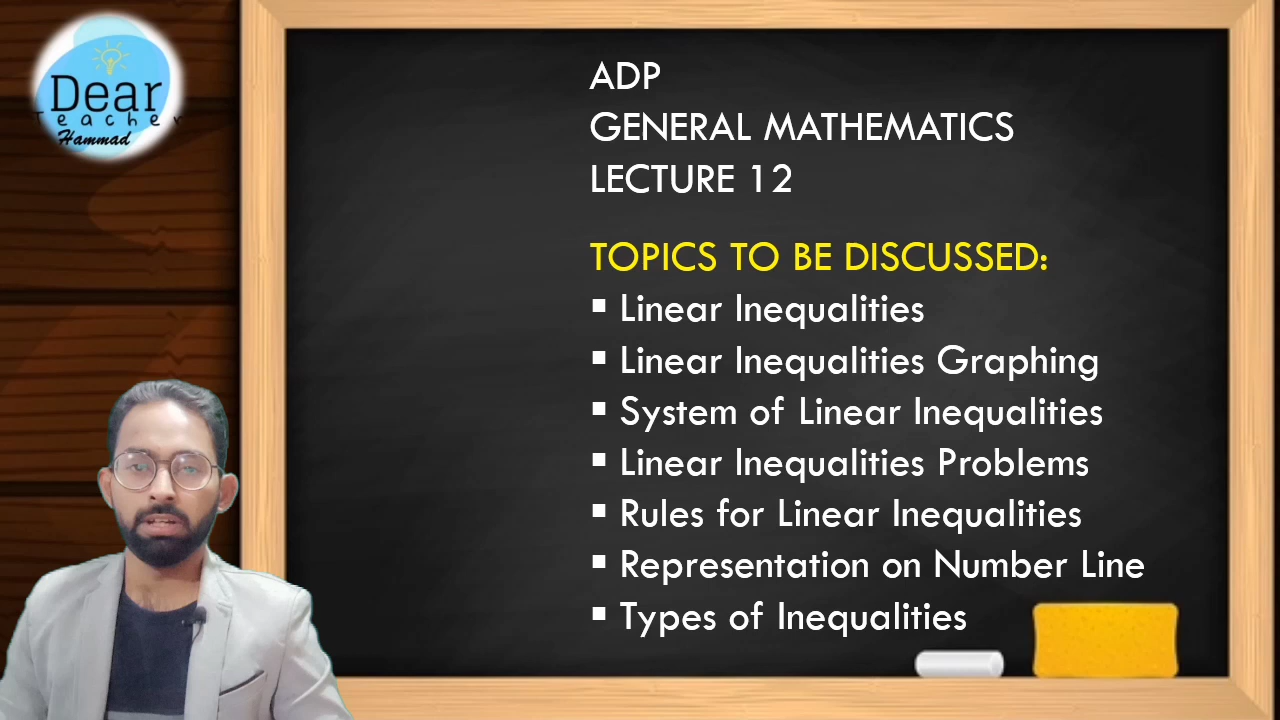 Dear
Teacher
Hammad
ADP
GENERAL MATHEMATICS
LECTURE 12
TOPICS TO BE DISCUSSED:
▪ Linear Inequalities
▪ Linear Inequalities Graphing
▪ System of Linear Inequalities
▪ Linear Inequalities Problems
▪ Rules for Linear Inequalities
▪ Representation on Number Line
▪ Types of Inequalities